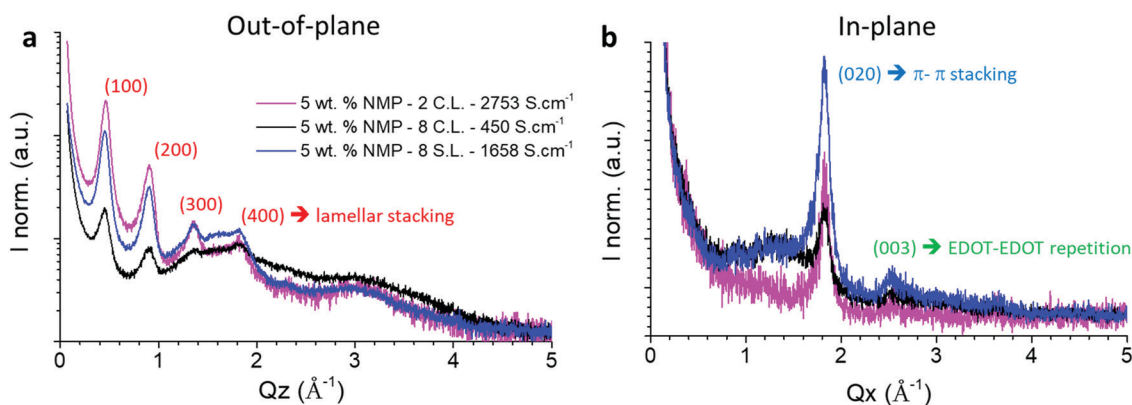 Out-of-plane
a
(100)
5 wt. % NMP - 2 C.L. - 2753 S.cm⁻¹
5 wt. % NMP - 8 C.L. - 450 S.cm⁻¹
5 wt. % NMP - 8 S.L. - 1658 S.cm⁻¹
(200)
(300)
(400) ➔ lamellar stacking
I norm. (a.u.)
0 1 2 3 4 5
Qz (Å⁻¹)
In-plane
b
(020) ➔ π- π stacking
(003) ➔ EDOT-EDOT repetition
I norm. (a.u.)
0 1 2 3 4 5
Qx (Å⁻¹)